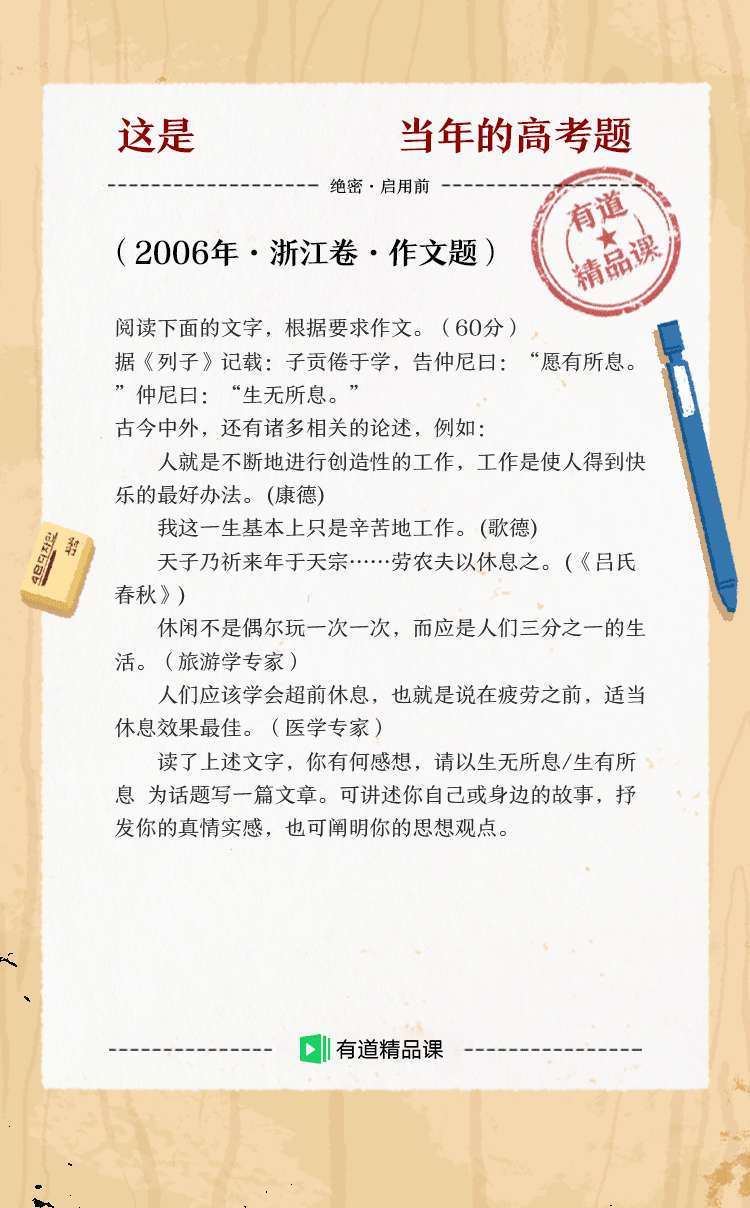 这是 当年的高考题
绝密·启用前
有道
精品课
（2006年·浙江卷·作文题）
阅读下面的文字，根据要求作文。（60分）
据《列子》记载：子贡倦于学，告仲尼曰：“愿有所息。
”仲尼曰：“生无所息。”
古今中外，还有诸多相关的论述，例如：
人就是不断地进行创造性的工作，工作是使人得到快
乐的最好办法。(康德)
我这一生基本上只是辛苦地工作。(歌德)
天子乃祈来年于天宗……劳农夫以休息之。(《吕氏
春秋》)
休闲不是偶尔玩一次一次，而应是人们三分之一的生
活。（旅游学专家）
人们应该学会超前休息，也就是说在疲劳之前，适当
休息效果最佳。（医学专家）
读了上述文字，你有何感想，请以生无所息/生有所
息 为话题写一篇文章。可讲述你自己或身边的故事，抒
发你的真情实感，也可阐明你的思想观点。
有道精品课